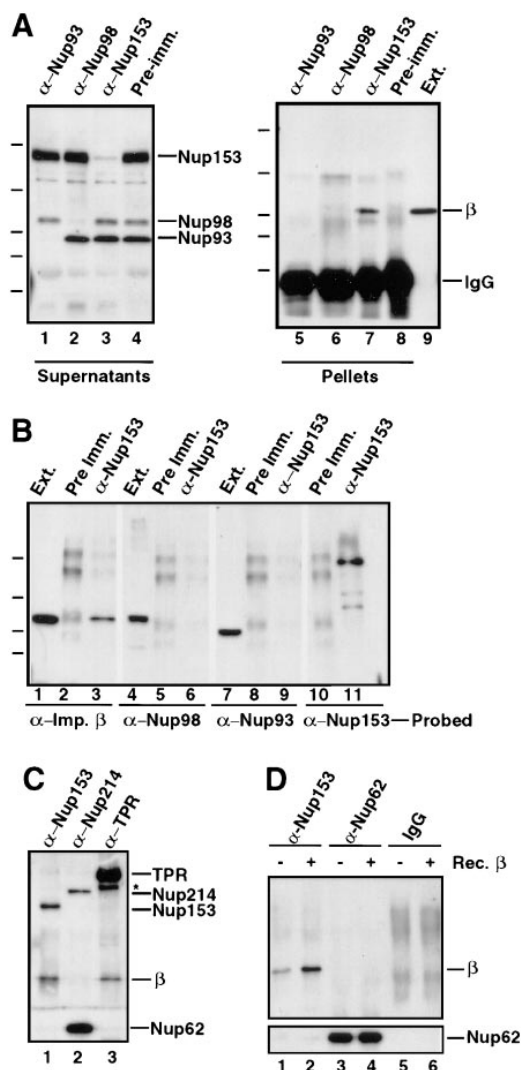 A
α–Nup93 α–Nup98 α–Nup153 Pre-imm.
α–Nup93 α–Nup98 α–Nup153 Pre-imm. Ext.
Nup153
Nup98
Nup93
β
IgG
1 2 3 4
5 6 7 8 9
Supernatants
Pellets
B
Ext. Pre Imm. α–Nup153 Ext. Pre Imm. α–Nup153 Ext. Pre Imm. α–Nup153 Pre Imm. α–Nup153
1 2 3 4 5 6 7 8 9 10 11
α–Imp. β α–Nup98 α–Nup93 α–Nup153—Probed
C
α–Nup153 α–Nup214 α–TPR
TPR
*
Nup214
Nup153
β
Nup62
1 2 3
D
α–Nup153 α–Nup62 IgG
- + - + - + Rec. β
β
Nup62
1 2 3 4 5 6